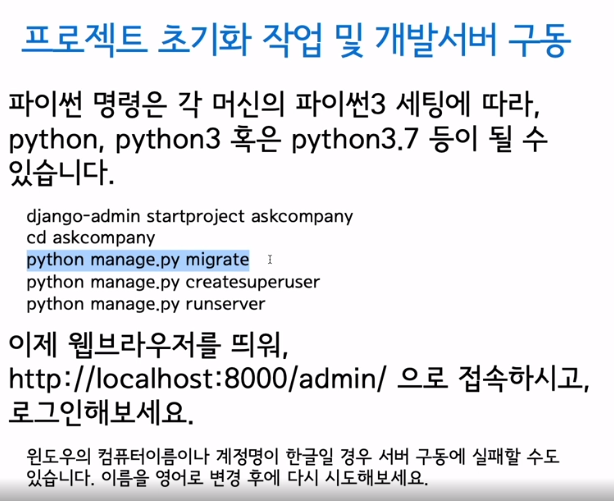 프로젝트 초기화 작업 및 개발서버 구동
파이썬 명령은 각 머신의 파이썬3 세팅에 따라,
python, python3 혹은 python3.7 등이 될 수
있습니다.
django-admin startproject askcompany
cd askcompany
python manage.py migrate
python manage.py createsuperuser
python manage.py runserver
이제 웹브라우저를 띄워,
http://localhost:8000/admin/ 으로 접속하시고,
로그인해보세요.
윈도우의 컴퓨터이름이나 계정명이 한글일 경우 서버 구동에 실패할 수도
있습니다. 이름을 영어로 변경 후에 다시 시도해보세요.